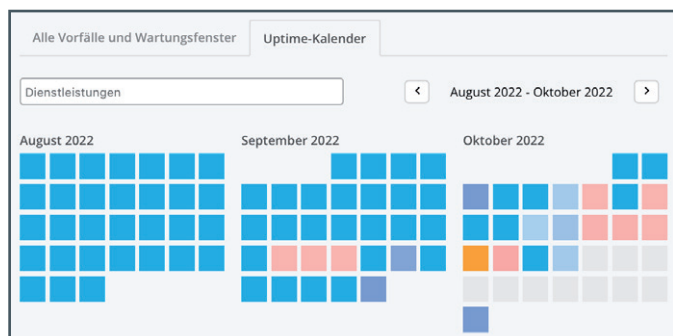 Alle Vorfälle und Wartungsfenster
Uptime-Kalender
Dienstleistungen
August 2022 - Oktober 2022
August 2022
September 2022
Oktober 2022